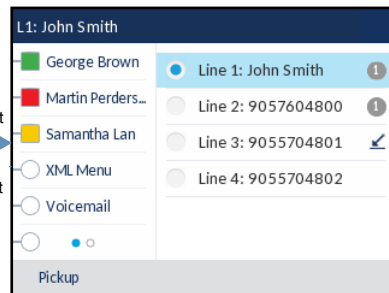 L1: John Smith
George Brown
Martin Perders...
Samantha Lan
XML Menu
Voicemail
Line 1: John Smith 1
Line 2: 9057604800 1
Line 3: 9055704801
Line 4: 9055704802
Pickup
t
t